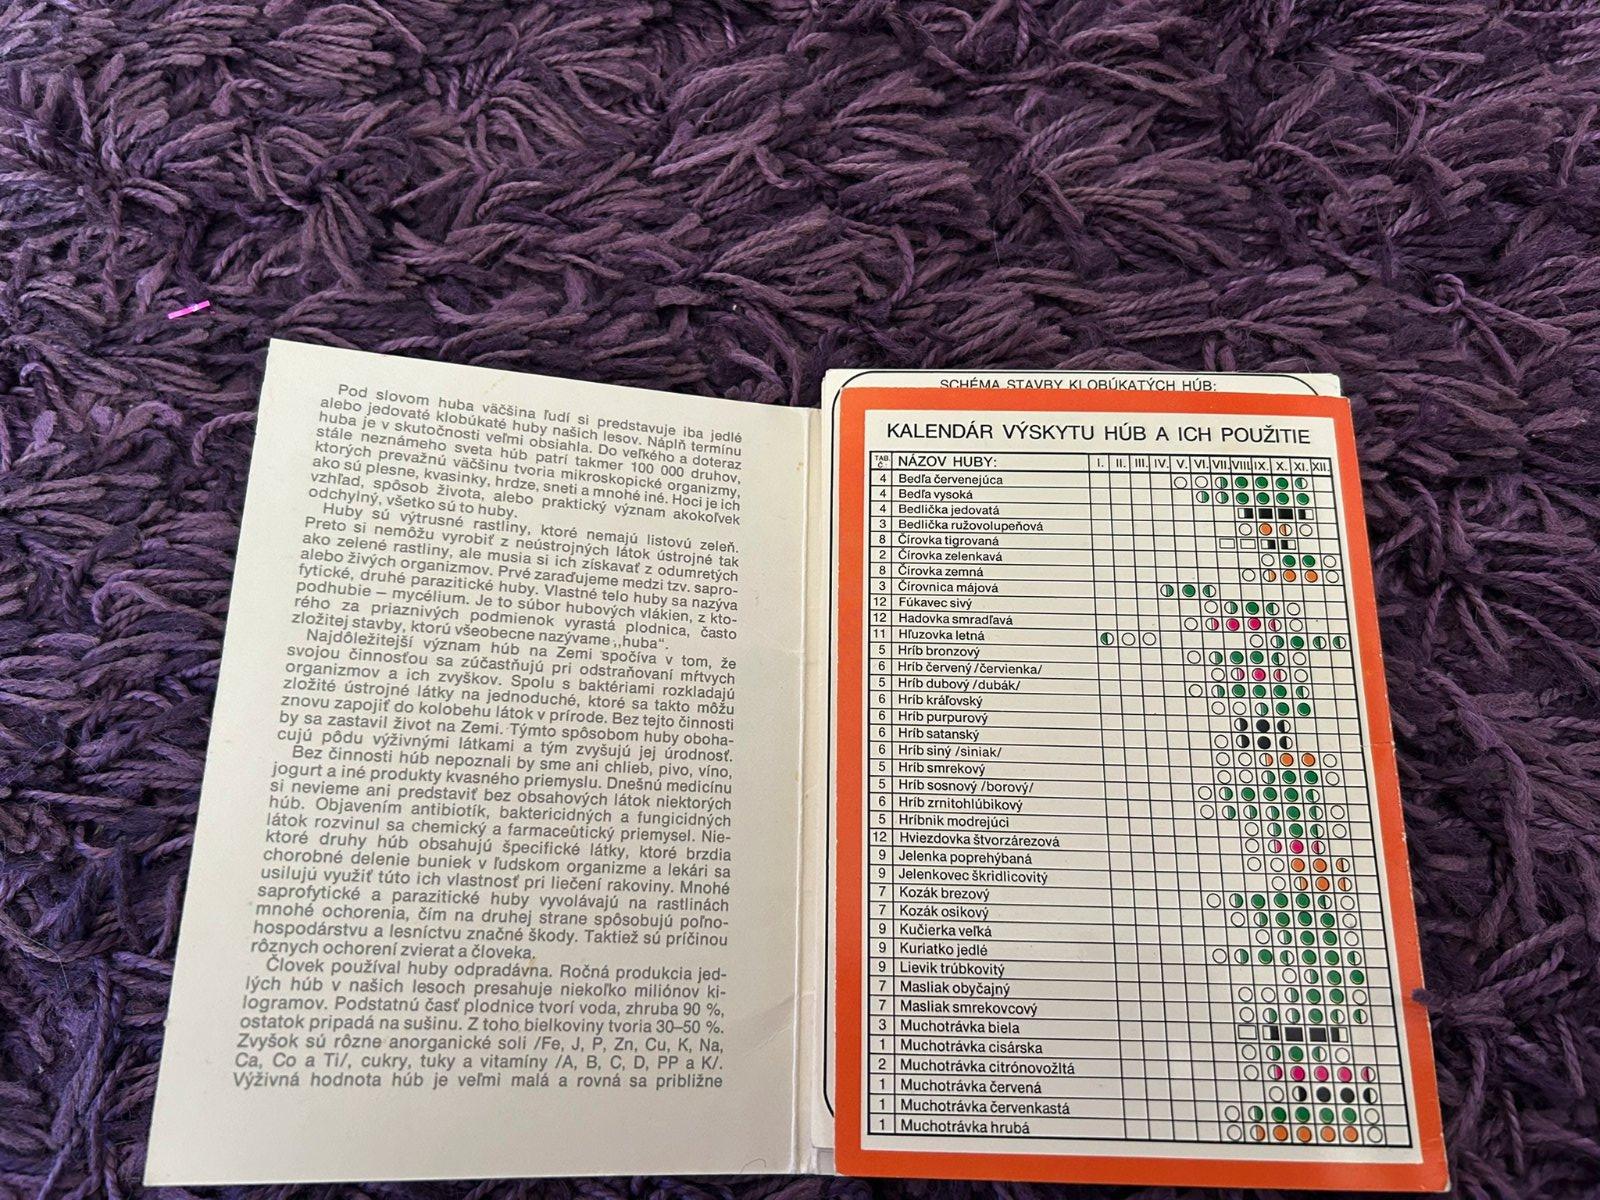 Pod slovom huba väčšina ľudí si predstavuje iba jedlé
alebo jedovaté klobúkaté huby našich lesov. Náplň termínu
huba je v skutočnosti veľmi obsiahla. Do veľkého a doteraz
stále neznámeho sveta húb patrí takmer 100 000 druhov,
ktorých prevažnú väčšinu tvoria mikroskopické organizmy,
ako sú plesne, kvasinky, hrdze, sneti a mnohé iné. Hoci je ich
vzhľad, spôsob života, alebo praktický význam akokoľvek
odchylný, všetko sú to huby.
Huby sú výtrusné rastliny, ktoré nemajú listovú zeleň.
Preto si nemôžu vyrobiť z neústrojných látok ústrojné tak
ako zelené rastliny, ale musia si ich získavať z odumretých
alebo živých organizmov. Prvé zaraďujeme medzi tzv. sapro-
fytické, druhé parazitické huby. Vlastné telo huby sa nazýva
podhubie – mycélium. Je to súbor hubových vlákien, z kto-
rého za priaznivých podmienok vyrastá plodnica, často
zložitej stavby, ktorú všeobecne nazývame ,,huba“.
Najdôležitejší význam húb na Zemi spočíva v tom, že
svojou činnosťou sa zúčastňujú pri odstraňovaní mŕtvych
organizmov a ich zvyškov. Spolu s baktériami rozkladajú
zložité ústrojné látky na jednoduché, ktoré sa takto môžu
znovu zapojiť do kolobehu látok v prírode. Bez tejto činnosti
by sa zastavil život na Zemi. Týmto spôsobom huby oboha-
cujú pôdu výživnými látkami a tým zvyšujú jej úrodnosť.
Bez činnosti húb nepoznali by sme ani chlieb, pivo, víno,
jogurt a iné produkty kvasného priemyslu. Dnešnú medicínu
si nevieme ani predstaviť bez obsahových látok niektorých
húb. Objavením antibiotík, baktericídnych a fungicídnych
látok rozvinul sa chemický a farmaceutický priemysel. Nie-
ktoré druhy húb obsahujú špecifické látky, ktoré brzdia
chorobné delenie buniek v ľudskom organizme a lekári sa
usilujú využiť túto ich vlastnosť pri liečení rakoviny. Mnohé
saprofytické a parazitické huby vyvolávajú na rastlinách
mnohé ochorenia, čím na druhej strane spôsobujú poľno-
hospodárstvu a lesníctvu značné škody. Taktiež sú príčinou
rôznych ochorení zvierat a človeka.
Človek používal huby odpradávna. Ročná produkcia jed-
lých húb v našich lesoch presahuje niekoľko miliónov ki-
logramov. Podstatnú časť plodnice tvorí voda, zhruba 90 %,
ostatok pripadá na sušinu. Z toho bielkoviny tvoria 30–50 %.
Zvyšok sú rôzne anorganické soli /Fe, J, P, Zn, Cu, K, Na,
Ca, Co a Ti/, cukry, tuky a vitamíny /A, B, C, D, PP a K/.
Výživná hodnota húb je veľmi malá a rovná sa približne
SCHÉMA STAVBY KLOBÚKATÝCH HÚB:
KALENDÁR VÝSKYTU HÚB A ICH POUŽITIE
TAB. Č. NÁZOV HUBY: I. II. III. IV. V. VI. VII. VIII. IX. X. XI. XII.
4 Bedľa červenejúca
4 Bedľa vysoká
4 Bedlička jedovatá
3 Bedlička ružovolupeňová
8 Čírovka tigrovaná
2 Čírovka zelenkavá
8 Čírovka zemná
3 Čírovnica májová
12 Fúkavec sivý
12 Hadovka smradľavá
11 Hľuzovka letná
5 Hríb bronzový
6 Hríb červený /červienka/
5 Hríb dubový /dubák/
6 Hríb kráľovský
6 Hríb purpurový
6 Hríb satanský
6 Hríb siný /siniak/
5 Hríb smrekový
5 Hríb sosnový /borový/
6 Hríb zrnitohlúbikový
5 Hríbnik modrejúci
12 Hviezdovka štvorzárezová
9 Jelenka poprehýbaná
9 Jelenkovec škridlicovitý
7 Kozák brezový
7 Kozák osikový
9 Kučierka veľká
9 Kuriatko jedlé
9 Lievik trúbkovitý
7 Masliak obyčajný
7 Masliak smrekovcový
3 Muchotrávka biela
1 Muchotrávka cisárska
2 Muchotrávka citrónovožltá
1 Muchotrávka červená
1 Muchotrávka červenkastá
1 Muchotrávka hrubá